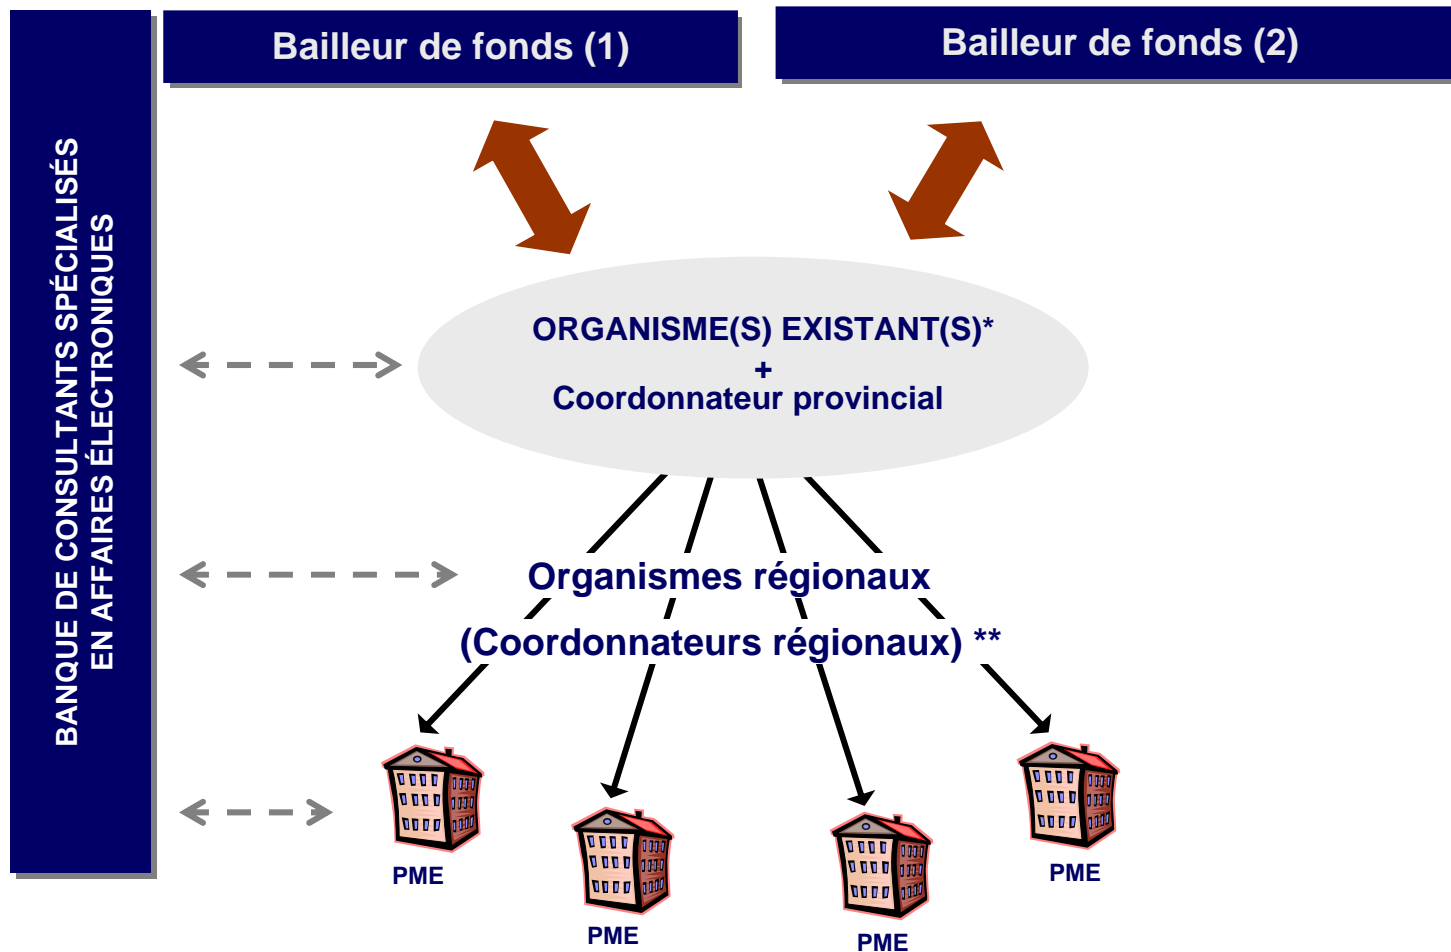 Bailleur de fonds (1)
Bailleur de fonds (2)
BANQUE DE CONSULTANTS SPÉCIALISÉS
EN AFFAIRES ÉLECTRONIQUES
ORGANISME(S) EXISTANT(S)*
+
Coordonnateur provincial
Organismes régionaux
(Coordonnateurs régionaux) **
PME
PME
PME
PME